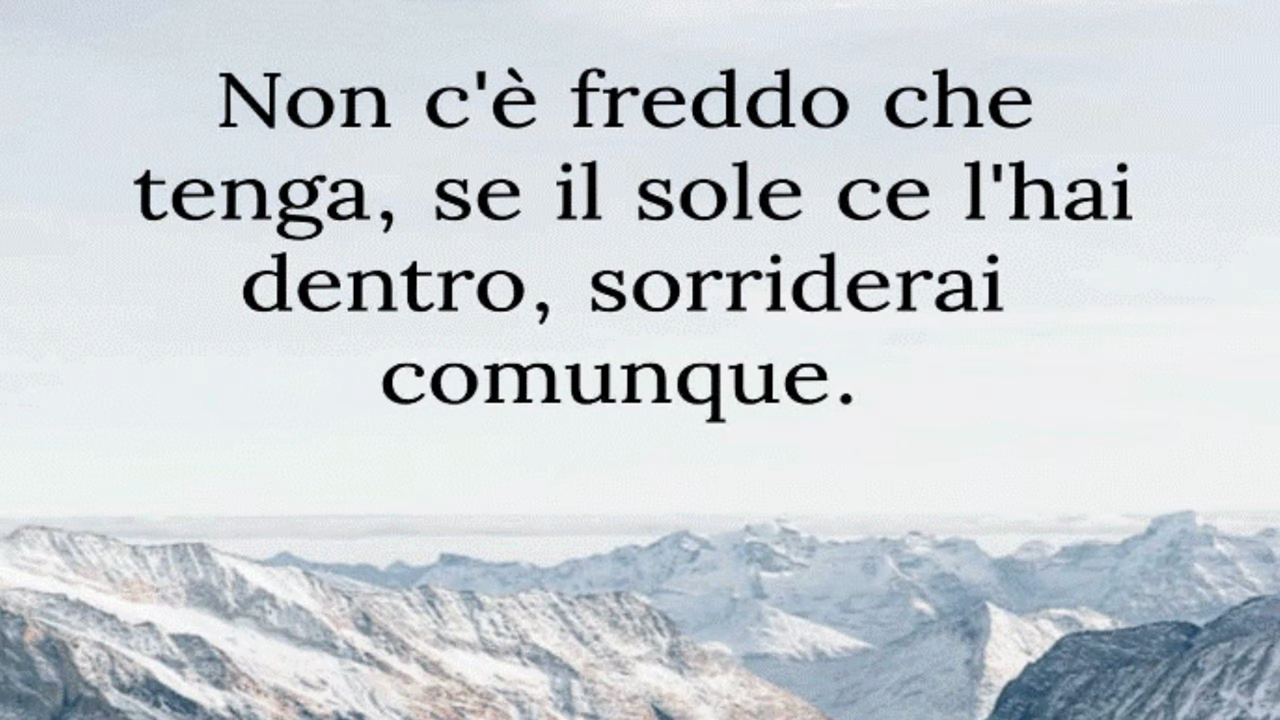 Non c'è freddo che
tenga, se il sole ce l'hai
dentro, sorriderai
comunque.